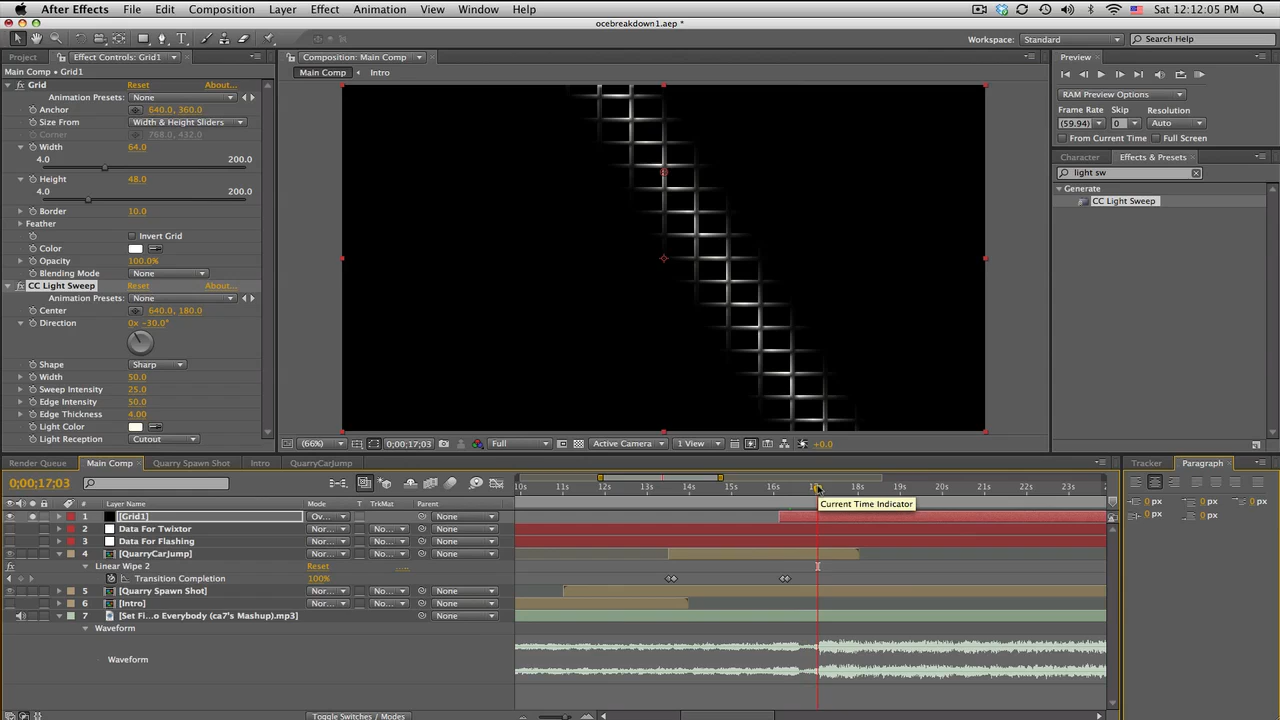 After Effects File Edit Composition Layer Effect Animation View Window Help Sat 12:12:05 PM
ocebreakdown1.aep *
Workspace: Standard Search Help
Project Effect Controls: Grid1 Composition: Main Comp Preview
Main Comp • Grid1 Main Comp Intro
Grid Reset About...
Animation Presets: None RAM Preview Options
Anchor 640.0, 360.0 Frame Rate Skip Resolution
Size From Width & Height Sliders (59.94) 0 Auto
Corner 768.0, 432.0 From Current Time Full Screen
Width 64.0 Character Effects & Presets
4.0 200.0
light sw
Height 48.0 Generate
4.0 200.0 CC Light Sweep
Border 10.0
Feather
Invert Grid
Color
Opacity 100.0%
Blending Mode None
CC Light Sweep Reset About...
Animation Presets: None
Center 640.0, 180.0
Direction 0x -30.0°
Shape Sharp
Width 50.0
Sweep Intensity 25.0
Edge Intensity 50.0
Edge Thickness 4.00
Light Color
Light Reception Cutout
(66%) 0;00;17;03 Full Active Camera 1 View +0.0
Render Queue Main Comp Quarry Spawn Shot Intro QuarryCarJump Tracker Paragraph
0;00;17;03
10s 11s 12s 13s 14s 15s 16s 17s 18s 19s 20s 21s 22s 23s
# Layer Name Mode T TrkMat Parent Current Time Indicator
0 px 0 px 0 px
0 px 0 px
1 [Grid1] Ov... None
2 Data For Twixtor Nor... None None
3 Data For Flashing Nor... None None
4 [QuarryCarJump] Nor... None None
Linear Wipe 2 Reset .....
Transition Completion 100%
5 [Quarry Spawn Shot] Nor... None None
6 [Intro] Nor... None None
7 [Set Fi...o Everybody (ca7's Mashup).mp3] None
Waveform
Waveform
Toggle Switches / Modes